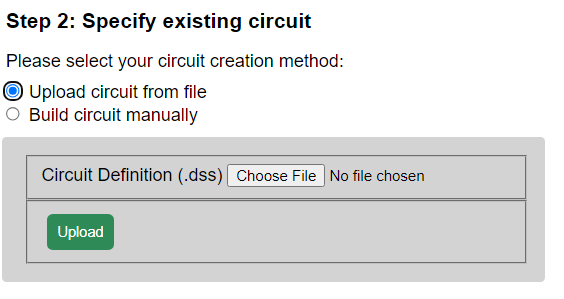 Step 2: Specify existing circuit
Please select your circuit creation method:
Upload circuit from file
Build circuit manually
Circuit Definition (.dss) Choose File No file chosen
Upload